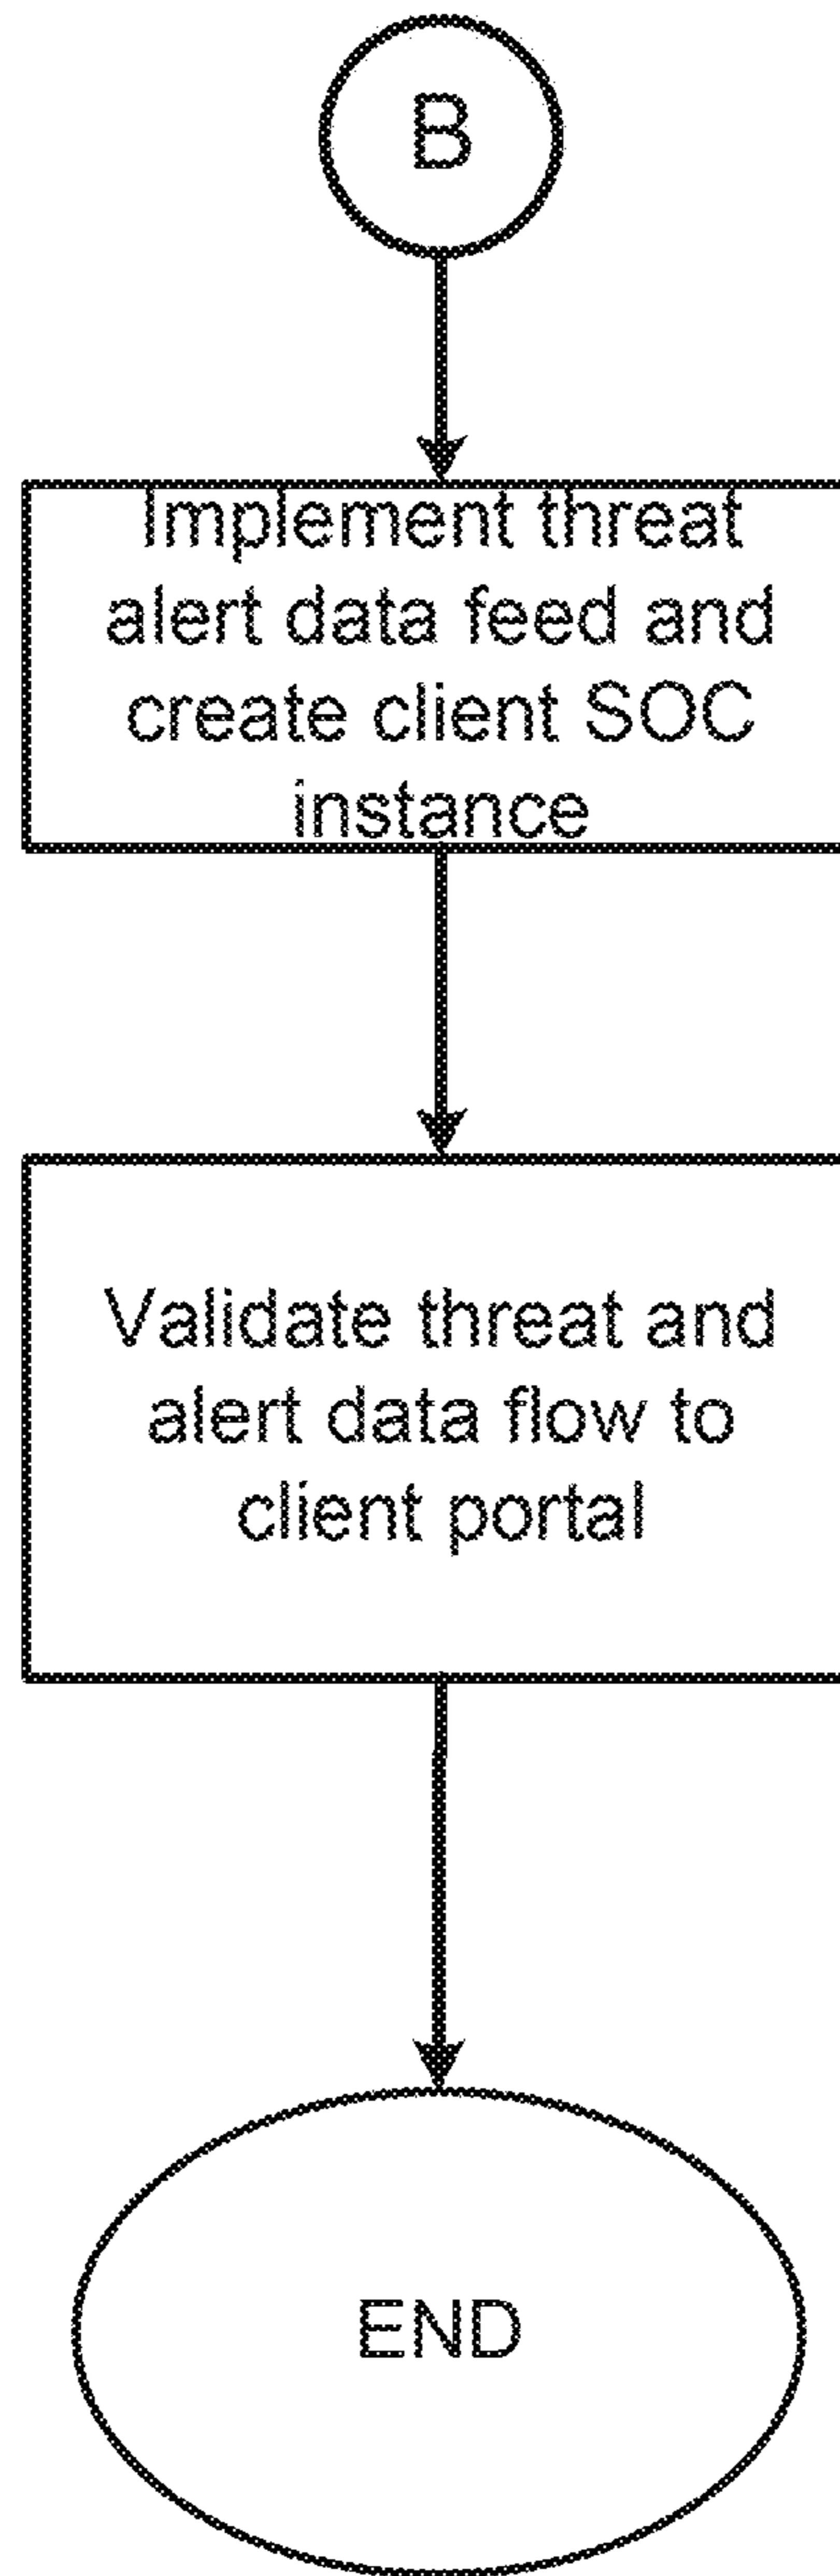 B
Implement threat
alert data feed and
create client SOC
instance
Validate threat and
alert data flow to
client portal
END